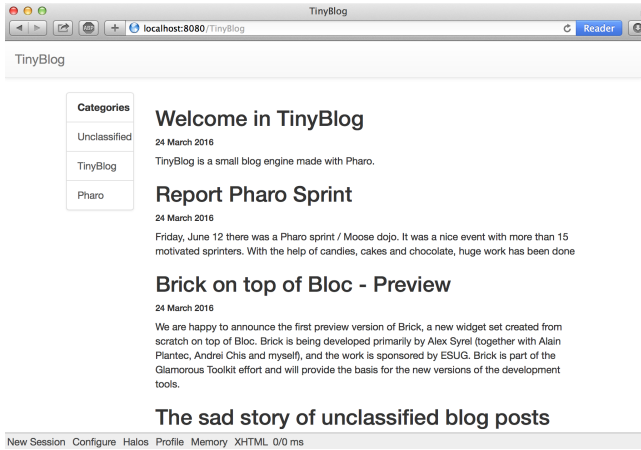 TinyBlog
ABP
localhost:8080/TinyBlog
Reader
TinyBlog
Categories
Unclassified
TinyBlog
Pharo
Welcome in TinyBlog
24 March 2016
TinyBlog is a small blog engine made with Pharo.
Report Pharo Sprint
24 March 2016
Friday, June 12 there was a Pharo sprint / Moose dojo. It was a nice event with more than 15
motivated sprinters. With the help of candies, cakes and chocolate, huge work has been done
Brick on top of Bloc - Preview
24 March 2016
We are happy to announce the first preview version of Brick, a new widget set created from
scratch on top of Bloc. Brick is being developed primarily by Alex Syrel (together with Alain
Plantec, Andrei Chis and myself), and the work is sponsored by ESUG. Brick is part of the
Glamorous Toolkit effort and will provide the basis for the new versions of the development
tools.
The sad story of unclassified blog posts
New Session Configure Halos Profile Memory XHTML 0/0 ms